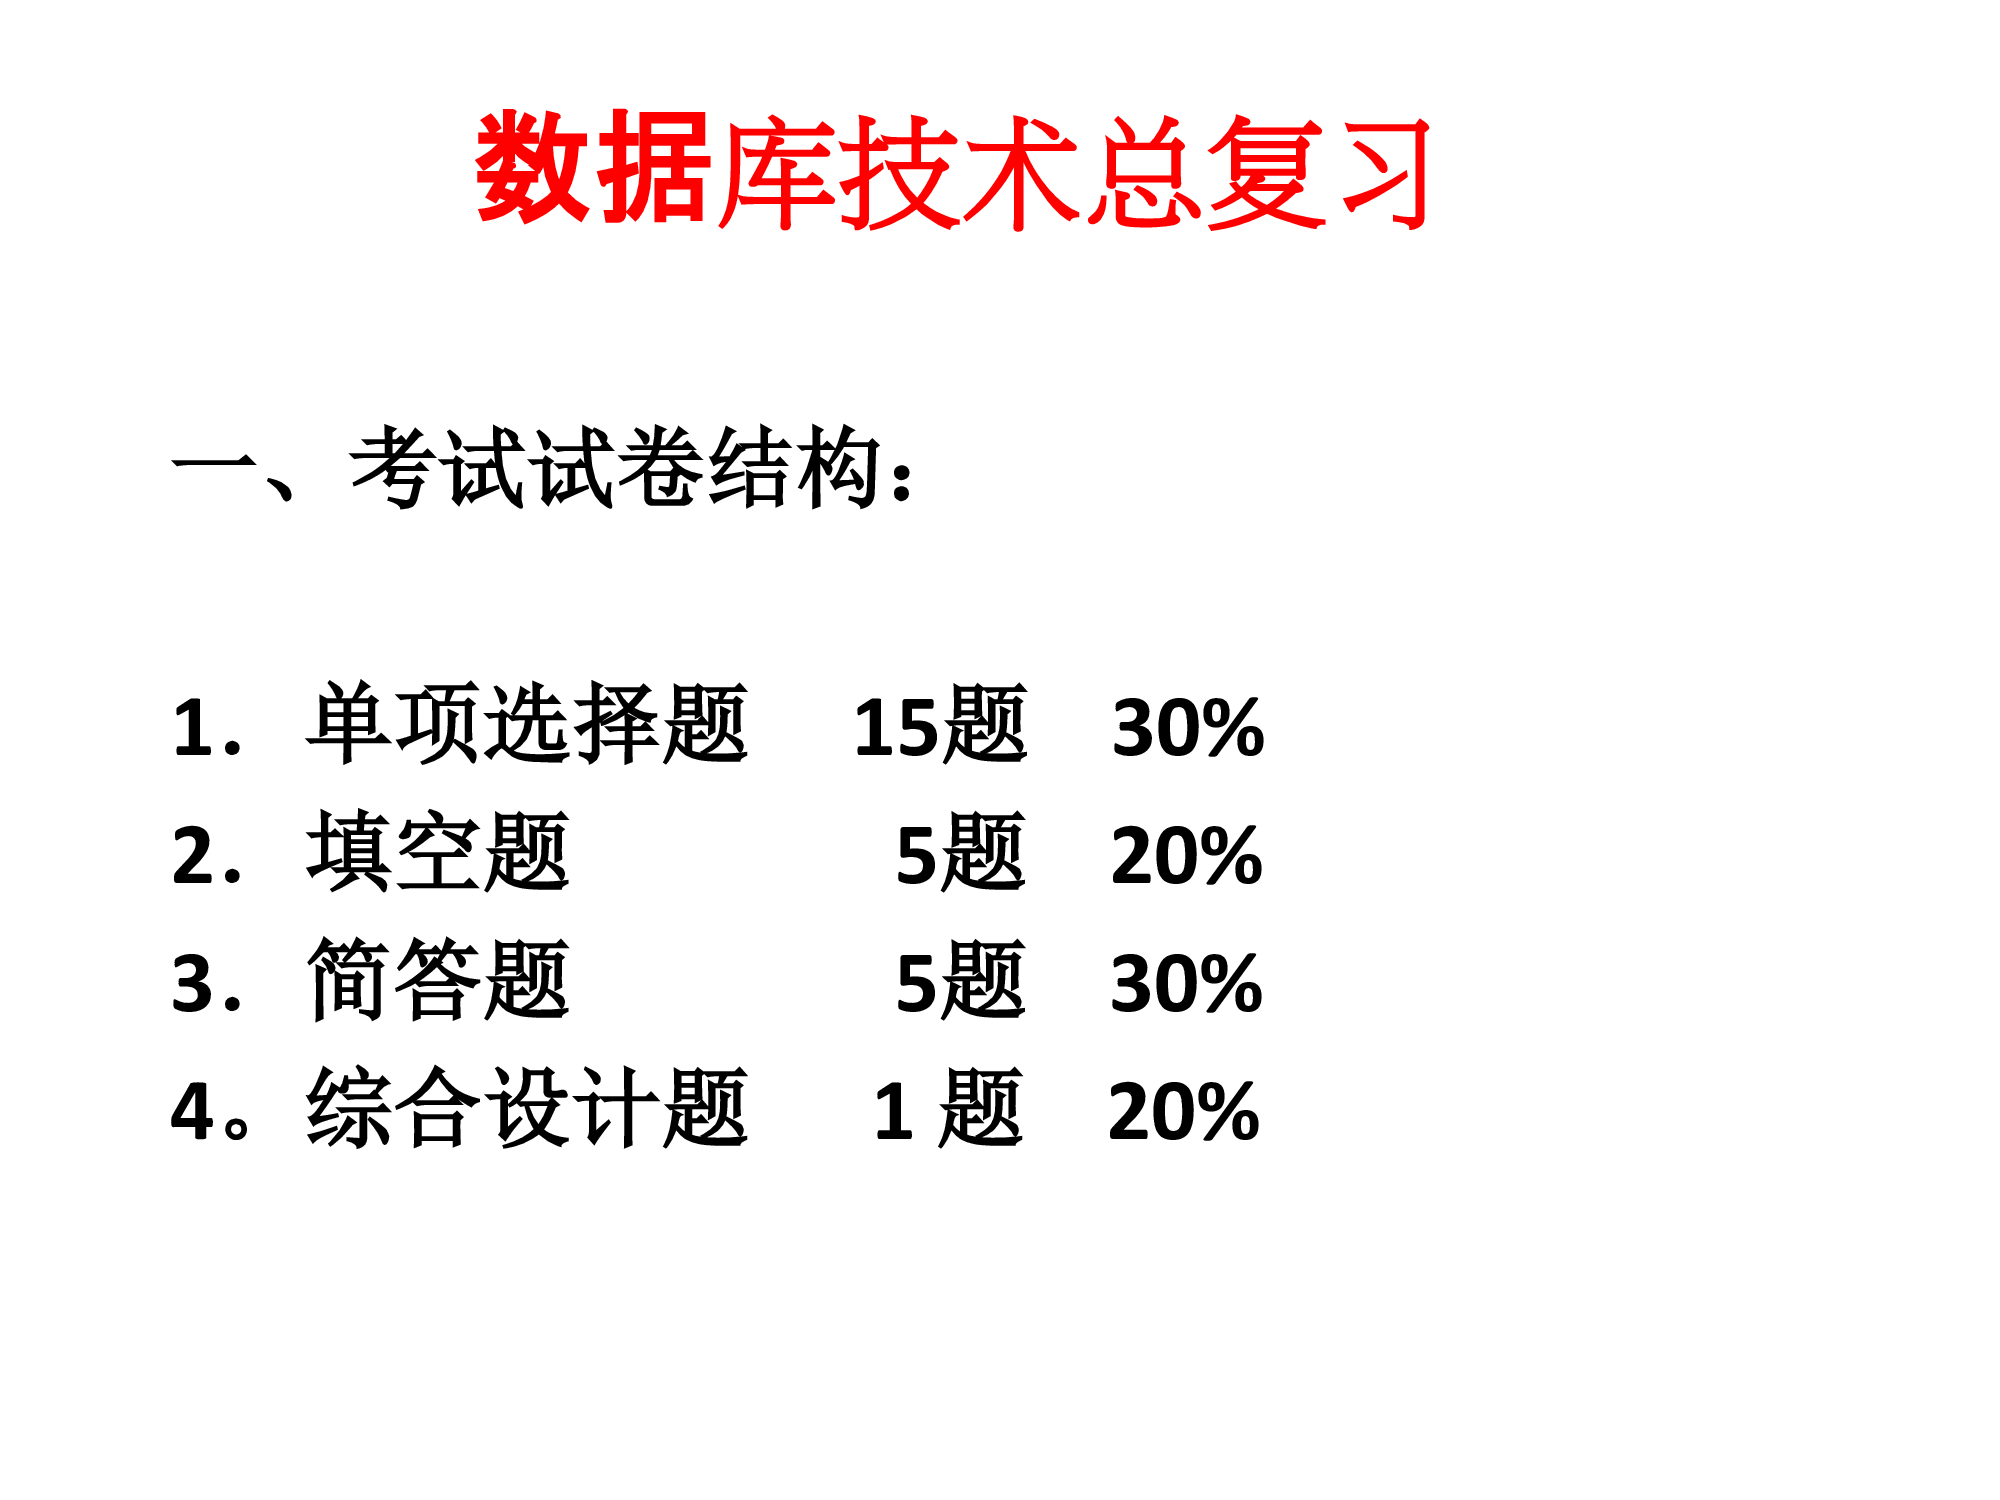 数据库技术总复习
一、考试试卷结构：
1．单项选择题 15题 30%
2．填空题 5题 20%
3．简答题 5题 30%
4。综合设计题 1 题 20%